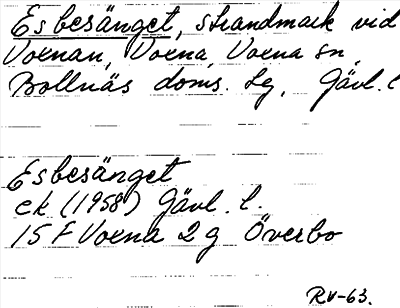 Esbesänget, strandmark vid
Voxnan, Voxna, Voxna sn,
Bollnäs doms. lg, Gävl. l
Esbesänget
ek (1958) Gävl. l.
15 F Voxna 2 g Överbo
RV-63.